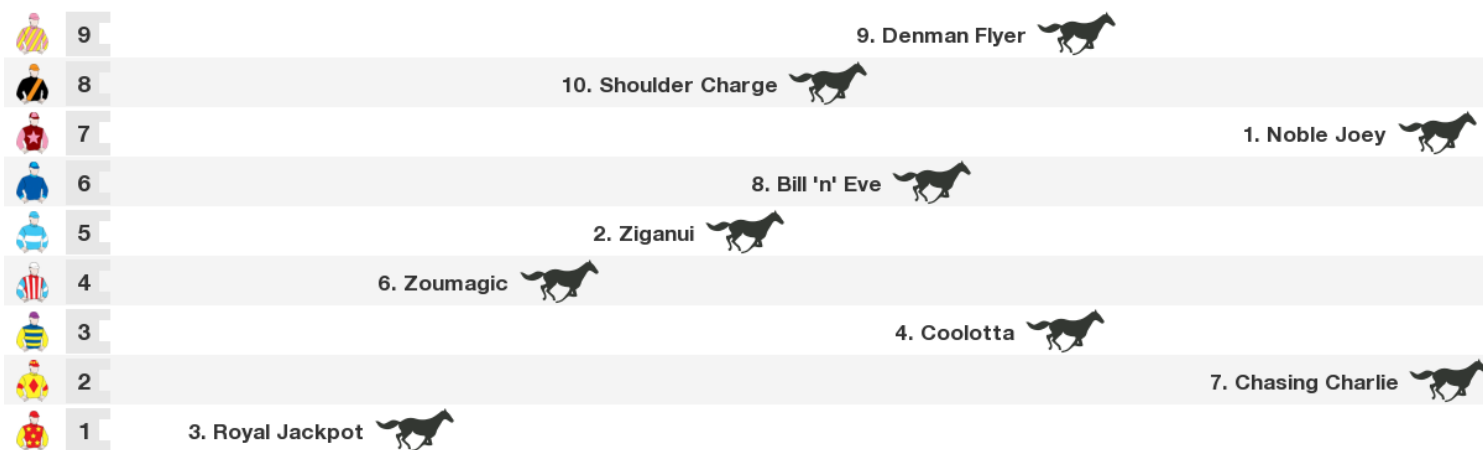 9 9. Denman Flyer
8 10. Shoulder Charge
7 1. Noble Joey
6 8. Bill 'n' Eve
5 2. Ziganui
4 6. Zoumagic
3 4. Coolotta
2 7. Chasing Charlie
1 3. Royal Jackpot